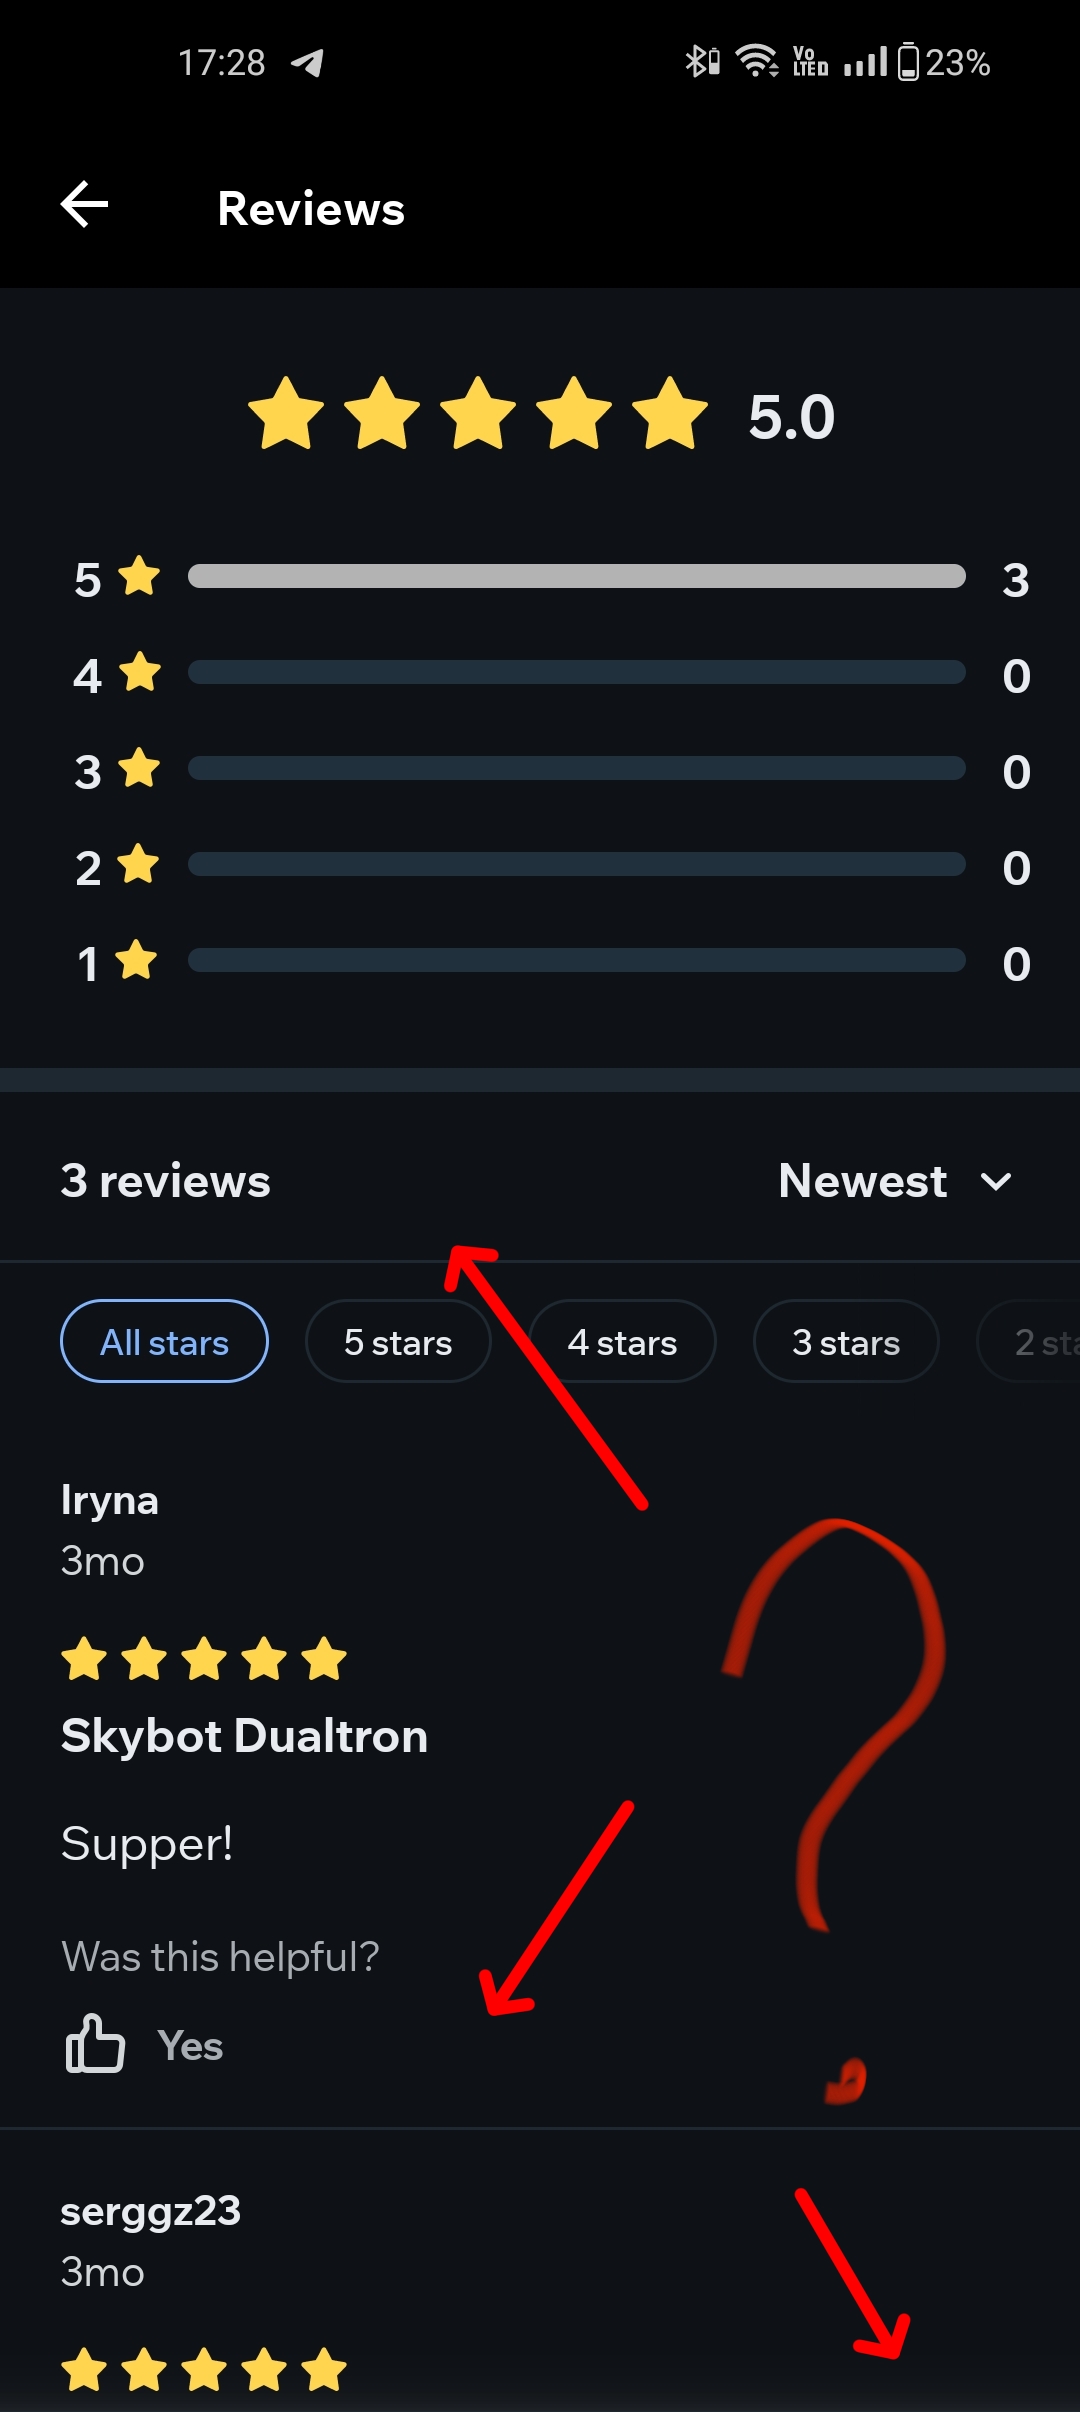 17:28 23%
Reviews
5.0
5 3
4 0
3 0
2 0
1 0
3 reviews Newest
All stars 5 stars 4 stars 3 stars 2 sta
Iryna
3mo
Skybot Dualtron
Supper!
Was this helpful?
Yes
serggz23
3mo